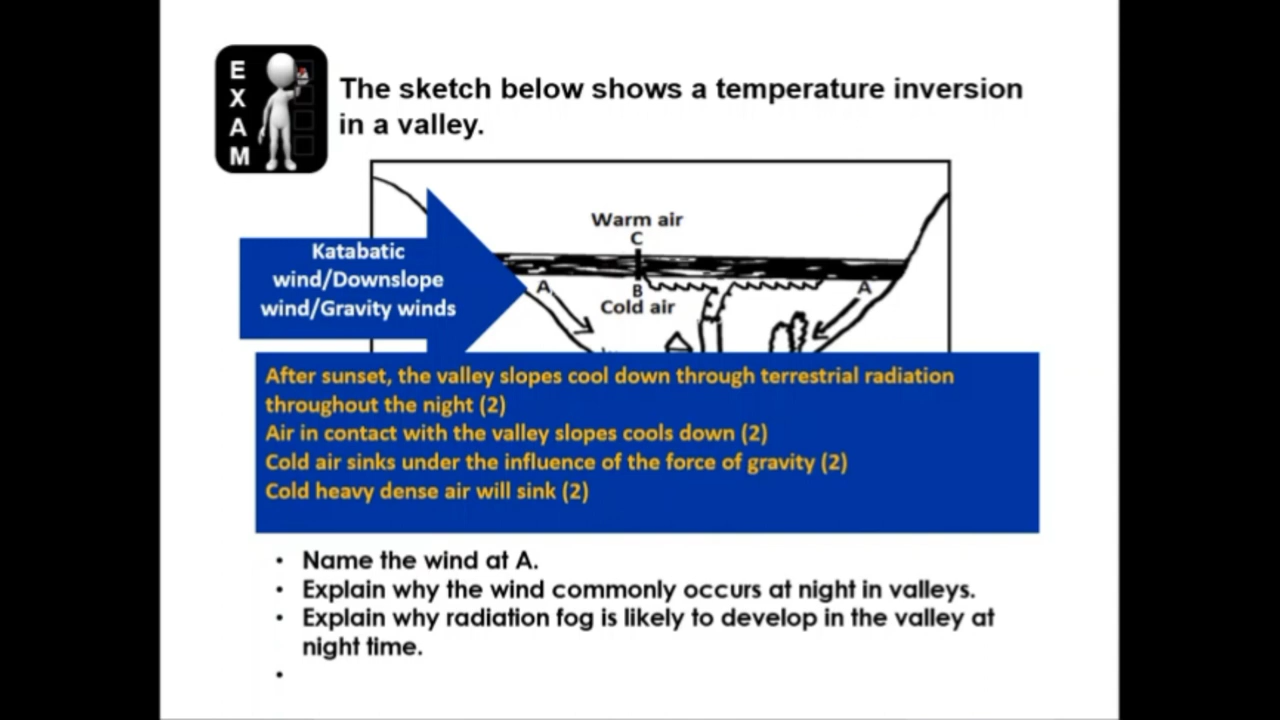 E
X
A
M
The sketch below shows a temperature inversion
in a valley.
Warm air
C
Katabatic
wind/Downslope
wind/Gravity winds
A
B
A
Cold air
After sunset, the valley slopes cool down through terrestrial radiation
throughout the night (2)
Air in contact with the valley slopes cools down (2)
Cold air sinks under the influence of the force of gravity (2)
Cold heavy dense air will sink (2)
• Name the wind at A.
• Explain why the wind commonly occurs at night in valleys.
• Explain why radiation fog is likely to develop in the valley at
night time.
•